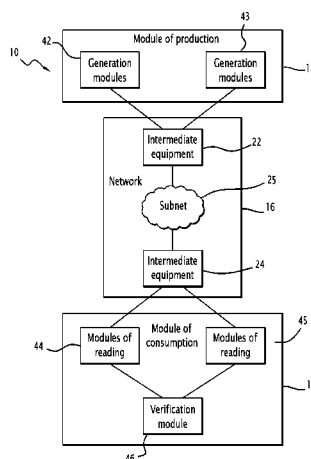 43
42
Module of production
10
Generation
modules
Generation
modules
1
Intermediate
equipment
22
Network
25
Subnet
16
Intermediate
equipment
24
45
44
Modules
of reading
Module of
consumption
Modules
of reading
1
Verification
module
46